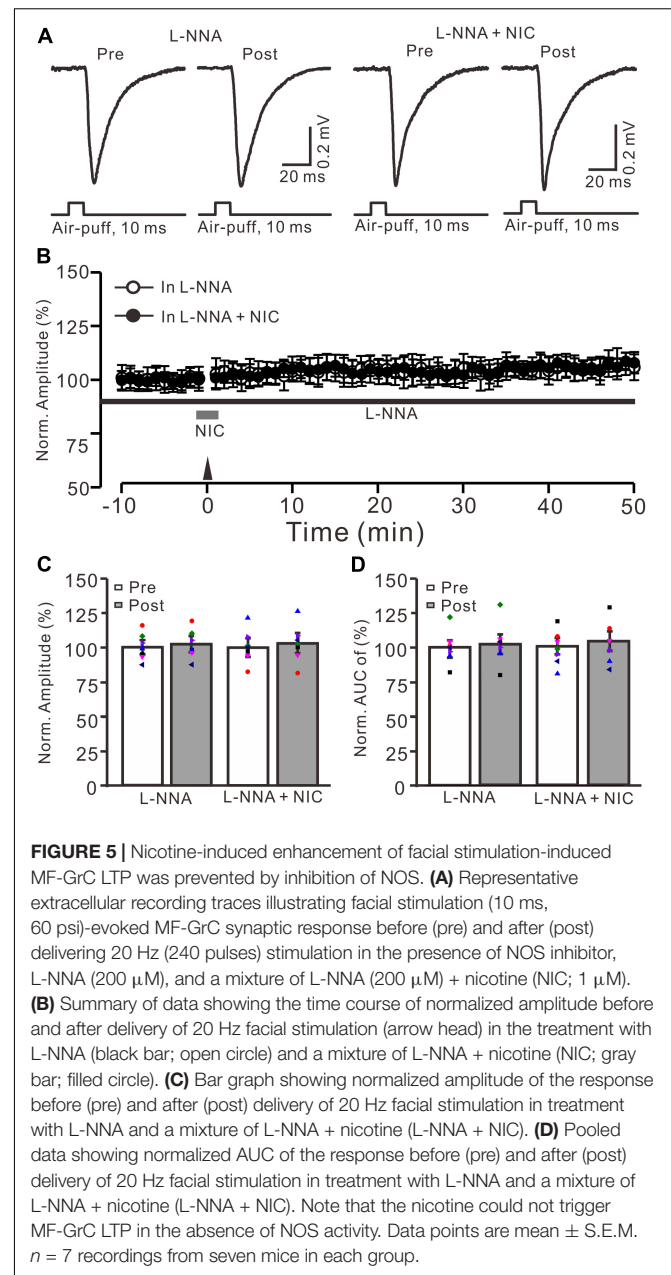 A
L-NNA
L-NNA + NIC
Pre
Post
Pre
Post
0.2 mV
20 ms
0.2 mV
20 ms
Air-puff, 10 ms
Air-puff, 10 ms
Air-puff, 10 ms
Air-puff, 10 ms
B
150
125
100
75
50
Norm. Amplitude (%)
In L-NNA
In L-NNA + NIC
NIC
L-NNA
-10 0 10 20 30 40 50
Time (min)
C
150
125
100
75
50
25
0
Norm. Amplitude (%)
Pre
Post
L-NNA
L-NNA + NIC
D
150
125
100
75
50
25
0
Norm. AUC of (%)
Pre
Post
L-NNA
L-NNA + NIC
FIGURE 5 | Nicotine-induced enhancement of facial stimulation-induced
MF-GrC LTP was prevented by inhibition of NOS. (A) Representative
extracellular recording traces illustrating facial stimulation (10 ms,
60 psi)-evoked MF-GrC synaptic response before (pre) and after (post)
delivering 20 Hz (240 pulses) stimulation in the presence of NOS inhibitor,
L-NNA (200 μM), and a mixture of L-NNA (200 μM) + nicotine (NIC; 1 μM).
(B) Summary of data showing the time course of normalized amplitude before
and after delivery of 20 Hz facial stimulation (arrow head) in the treatment with
L-NNA (black bar; open circle) and a mixture of L-NNA + nicotine (NIC; gray
bar; filled circle). (C) Bar graph showing normalized amplitude of the response
before (pre) and after (post) delivery of 20 Hz facial stimulation in treatment
with L-NNA and a mixture of L-NNA + nicotine (L-NNA + NIC). (D) Pooled
data showing normalized AUC of the response before (pre) and after (post)
delivery of 20 Hz facial stimulation in treatment with L-NNA and a mixture of
L-NNA + nicotine (L-NNA + NIC). Note that the nicotine could not trigger
MF-GrC LTP in the absence of NOS activity. Data points are mean ± S.E.M.
n = 7 recordings from seven mice in each group.